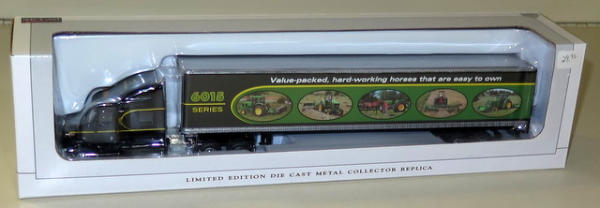 Value-packed, hard-working horses that are easy to own
6015
SERIES
LIMITED EDITION DIE CAST METAL COLLECTOR REPLICA